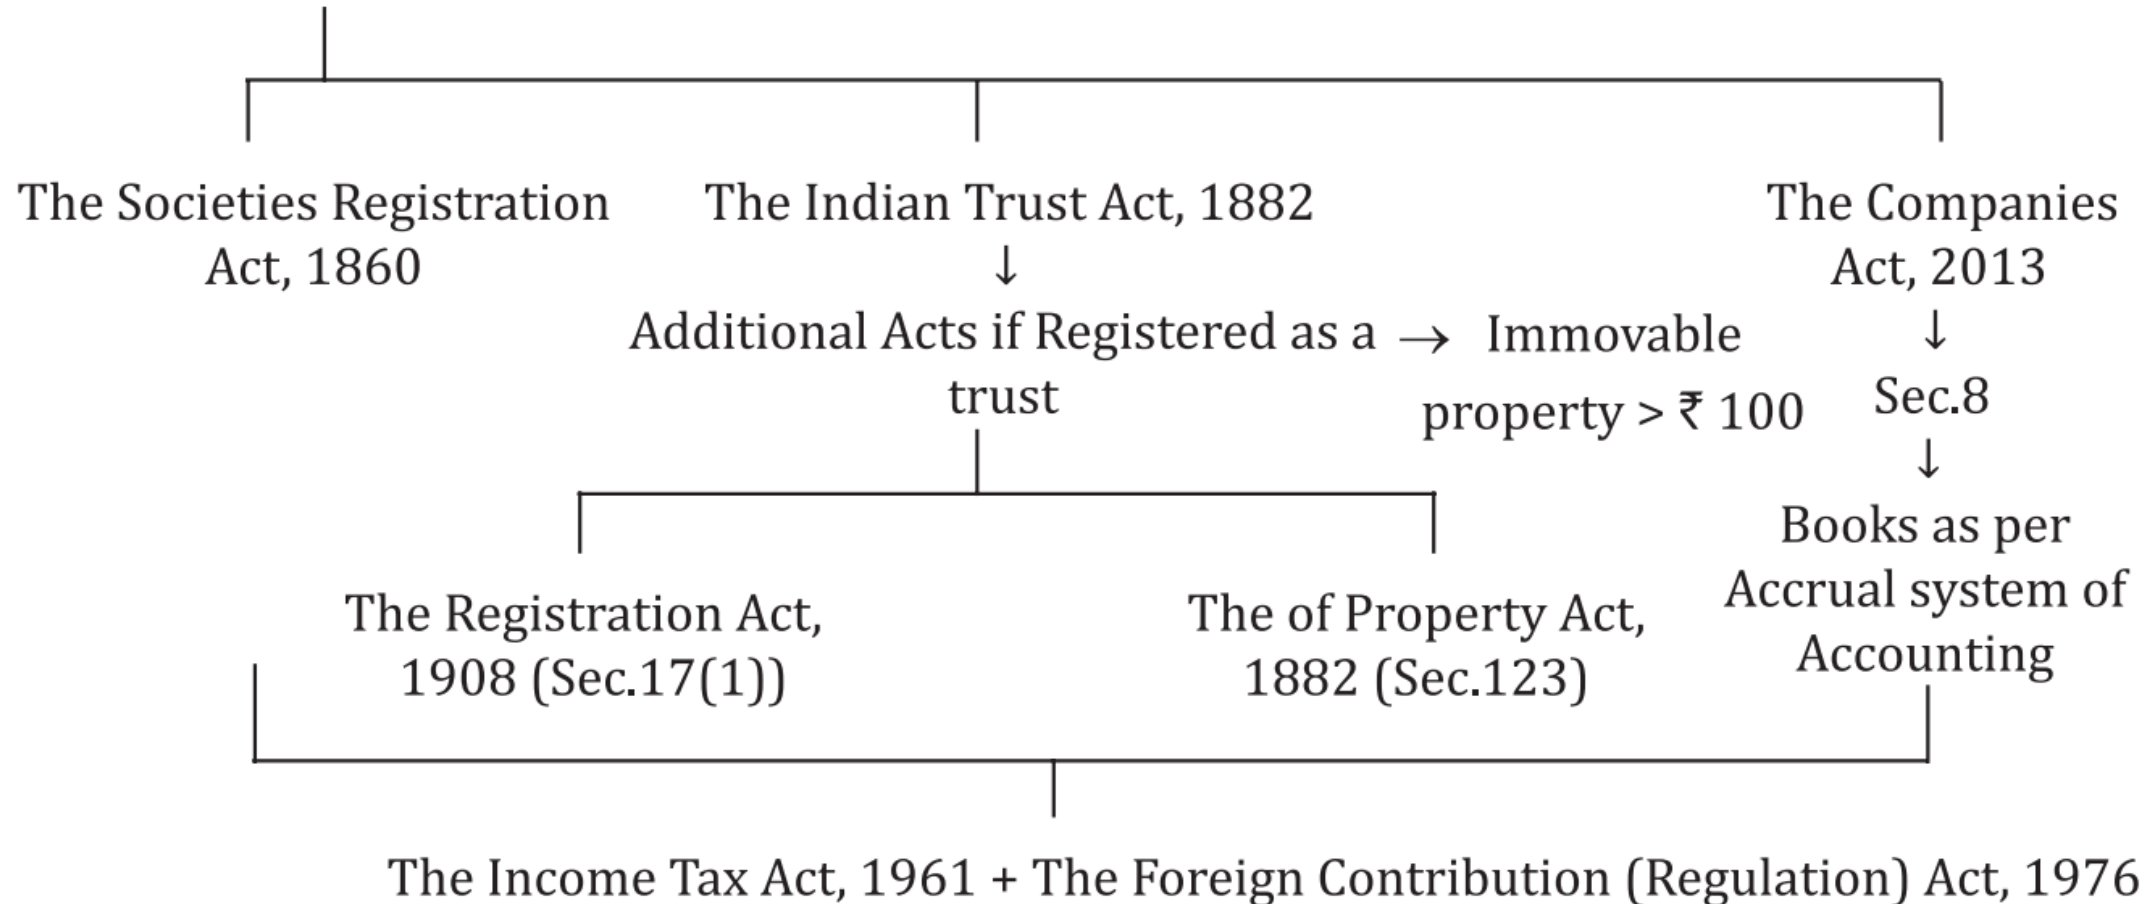 The Societies Registration
Act, 1860
The Indian Trust Act, 1882
↓
Additional Acts if Registered as a →
trust
Immovable
property > ₹ 100
The Companies
Act, 2013
↓
Sec.8
↓
Books as per
Accrual system of
Accounting
The Registration Act,
1908 (Sec.17(1))
The of Property Act,
1882 (Sec.123)
The Income Tax Act, 1961 + The Foreign Contribution (Regulation) Act, 1976